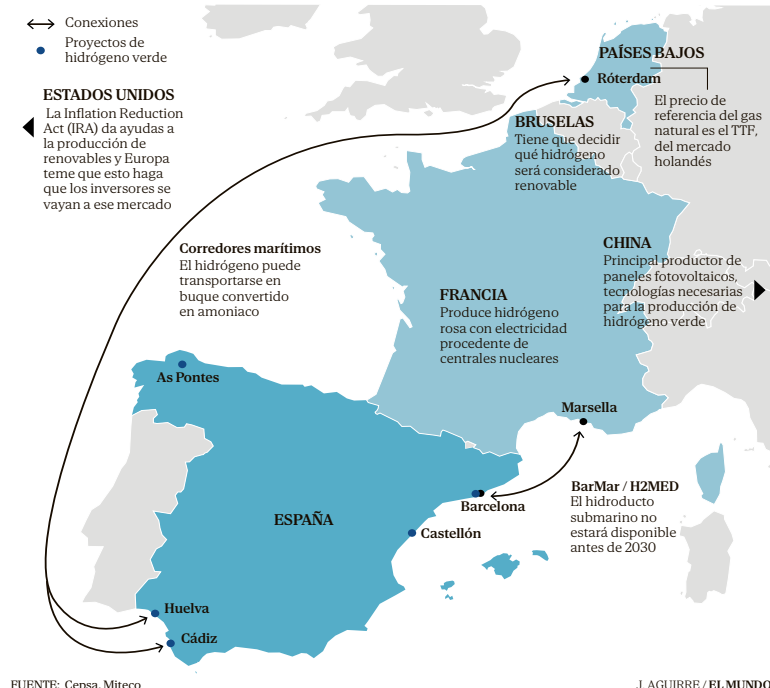 Conexiones
Proyectos de
hidrógeno verde
ESTADOS UNIDOS
La Inflation Reduction
Act (IRA) da ayudas a
la producción de
renovables y Europa
teme que esto haga
que los inversores se
vayan a ese mercado
PAÍSES BAJOS
Róterdam
El precio de
referencia del gas
natural es el TTF,
del mercado
holandés
BRUSELAS
Tiene que decidir
qué hidrógeno
será considerado
renovable
Corredores marítimos
El hidrógeno puede
transportarse en
buque convertido
en amoniaco
CHINA
Principal productor de
paneles fotovoltaicos,
tecnologías necesarias
para la producción de
hidrógeno verde
FRANCIA
Produce hidrógeno
rosa con electricidad
procedente de
centrales nucleares
As Pontes
Marsella
BarMar / H2MED
El hidroducto
submarino no
estará disponible
antes de 2030
Barcelona
ESPAÑA
Castellón
Huelva
Cádiz
FUENTE: Cepsa, Miteco
J. AGUIRRE / EL MUNDO